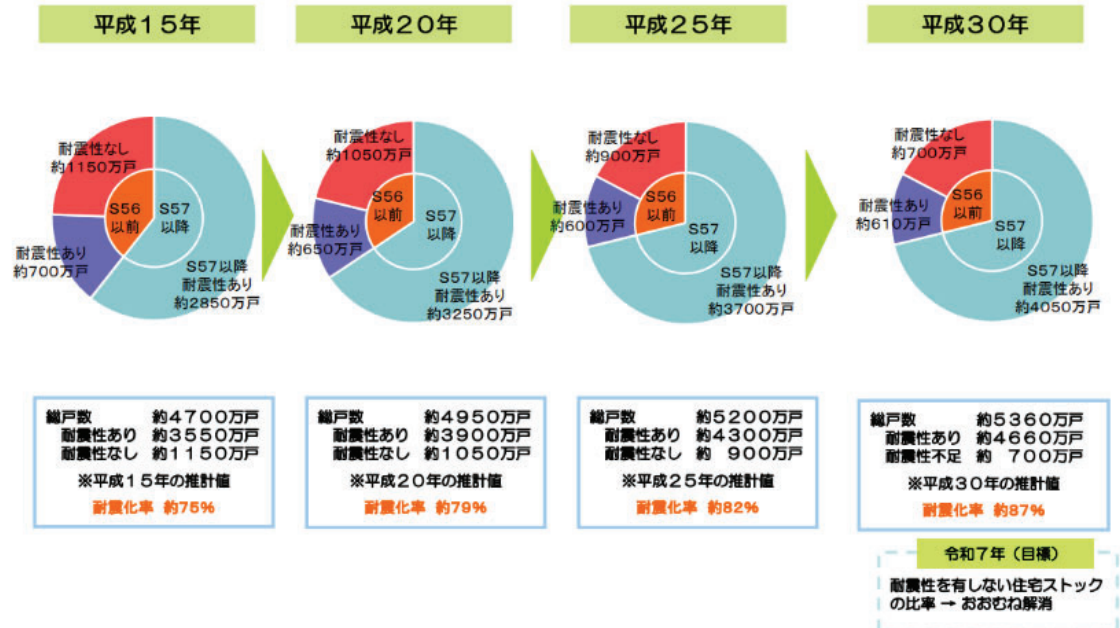 平成15年
平成20年
平成25年
平成30年
耐震性なし
約1150万戸
S56
以前
S57
以降
耐震性あり
約700万戸
S57以降
耐震性あり
約2850万戸
耐震性なし
約1050万戸
S56
以前
S57
以降
耐震性あり
約650万戸
S57以降
耐震性あり
約3250万戸
耐震性なし
約900万戸
S56
以前
S57
以降
耐震性あり
約600万戸
S57以降
耐震性あり
約3700万戸
耐震性なし
約700万戸
S56
以前
S57
以降
耐震性あり
約610万戸
S57以降
耐震性あり
約4050万戸
総戸数 約4700万戸
耐震性あり 約3550万戸
耐震性なし 約1150万戸
※平成15年の推計値
耐震化率 約75%
総戸数 約4950万戸
耐震性あり 約3900万戸
耐震性なし 約1050万戸
※平成20年の推計値
耐震化率 約79%
総戸数 約5200万戸
耐震性あり 約4300万戸
耐震性なし 約 900万戸
※平成25年の推計値
耐震化率 約82%
総戸数 約5360万戸
耐震性あり 約4660万戸
耐震性不足 約 700万戸
※平成30年の推計値
耐震化率 約87%
令和7年(目標)
耐震性を有しない住宅ストック
の比率 → おおむね解消